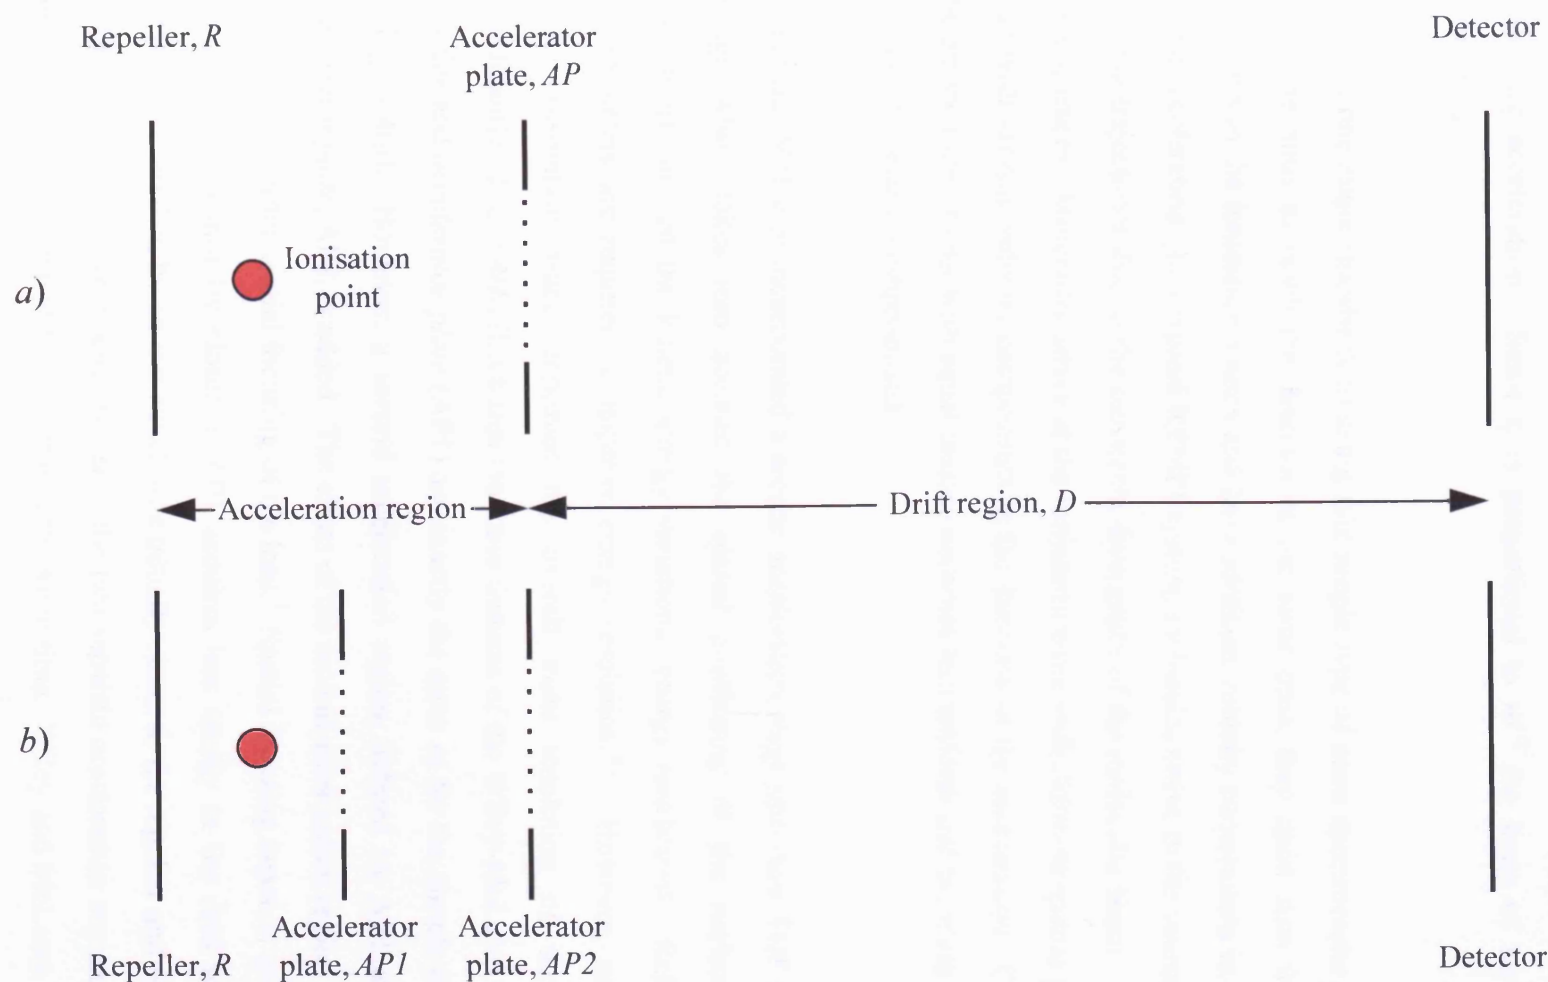 Repeller, R
Accelerator
plate, AP
Detector
a)
Ionisation
point
Acceleration region
Drift region, D
b)
Repeller, R
Accelerator
plate, AP1
Accelerator
plate, AP2
Detector